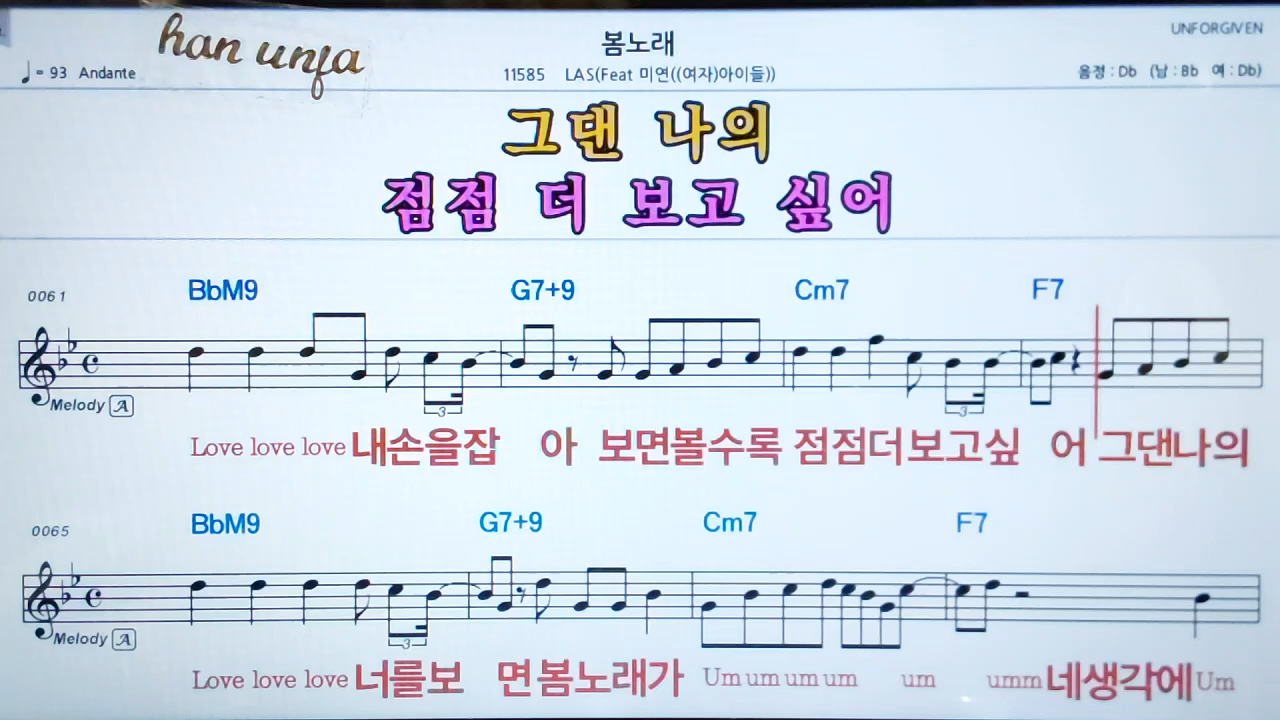 han unfa
UNFORGIVEN
봄노래
♩ = 93 Andante
11585 LAS(Feat 미연((여자)아이들))
음정 : Db (남 : Bb 여 : Db)
그댄 나의
점점 더 보고 싶어
0061 BbM9 G7+9 Cm7 F7
3 3
Melody A
Love love love 내손을잡 아 보면볼수록 점점더보고싶 어 그댄나의
0065 BbM9 G7+9 Cm7 F7
3
Melody A
Love love love 너를보 면봄노래가 Um um um um um umm 네생각에 Um